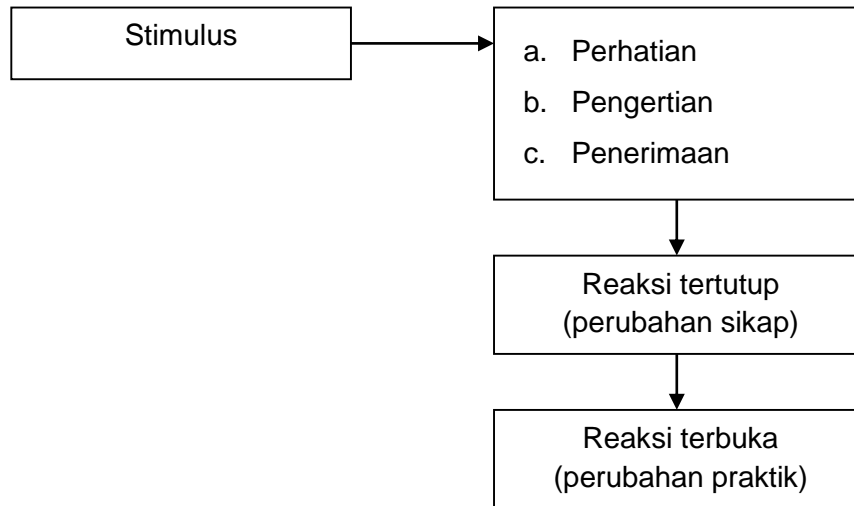 Stimulus
a. Perhatian
b. Pengertian
c. Penerimaan
Reaksi tertutup
(perubahan sikap)
Reaksi terbuka
(perubahan praktik)